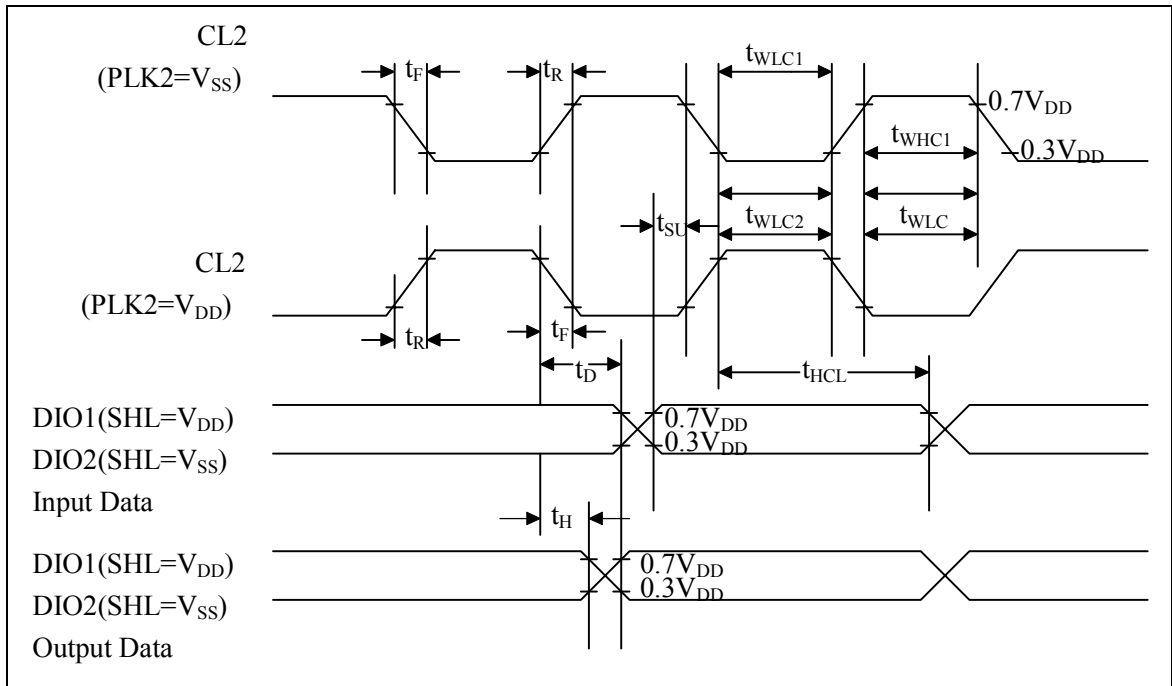 CL2
(PLK2=VSS)
tF
tR
tWLC1
0.7VDD
tWHC1
0.3VDD
tSU
tWLC2
tWLC
CL2
(PLK2=VDD)
tR
tF
tD
tHCL
DIO1(SHL=VDD)
0.7VDD
DIO2(SHL=VSS)
0.3VDD
Input Data
tH
DIO1(SHL=VDD)
0.7VDD
DIO2(SHL=VSS)
0.3VDD
Output Data